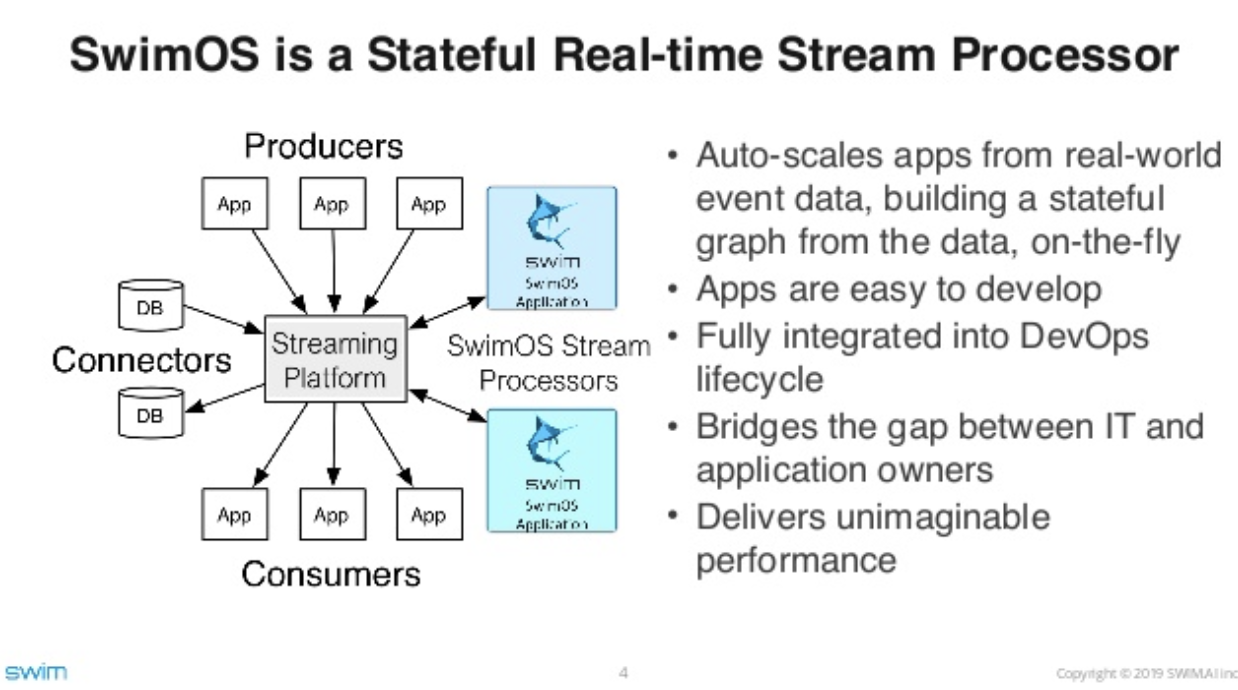 SwimOS is a Stateful Real-time Stream Processor
Producers
App
App
App
swim
SwimOS
Application
DB
Connectors
DB
Streaming
Platform
SwimOS Stream
Processors
swim
SwimOS
Application
App
App
App
Consumers
• Auto-scales apps from real-world
event data, building a stateful
graph from the data, on-the-fly
• Apps are easy to develop
• Fully integrated into DevOps
lifecycle
• Bridges the gap between IT and
application owners
• Delivers unimaginable
performance
swim
4
Copyright © 2019 SWIM.AI inc